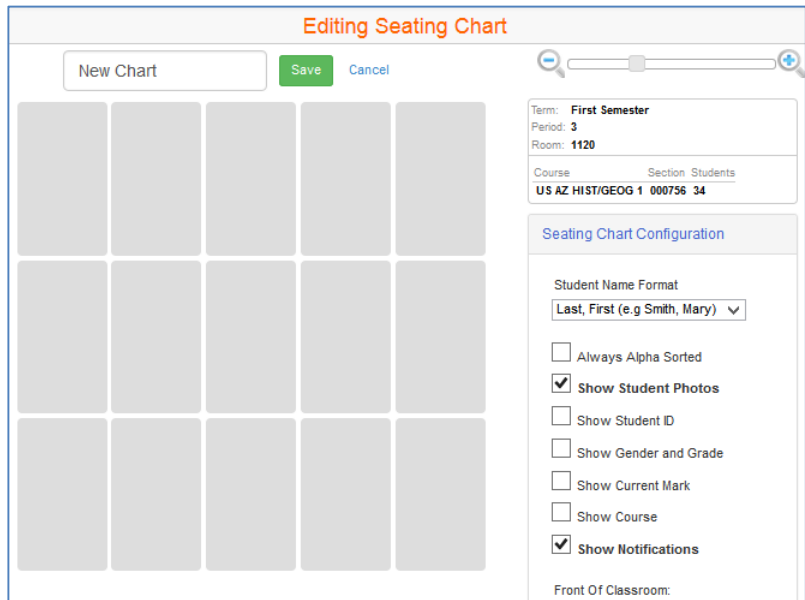 Editing Seating Chart
New Chart
Save
Cancel
Term: First Semester
Period: 3
Room: 1120
Course Section Students
US AZ HIST/GEOG 1 000756 34
Seating Chart Configuration
Student Name Format
Last, First (e.g Smith, Mary)
Always Alpha Sorted
Show Student Photos
Show Student ID
Show Gender and Grade
Show Current Mark
Show Course
Show Notifications
Front Of Classroom: